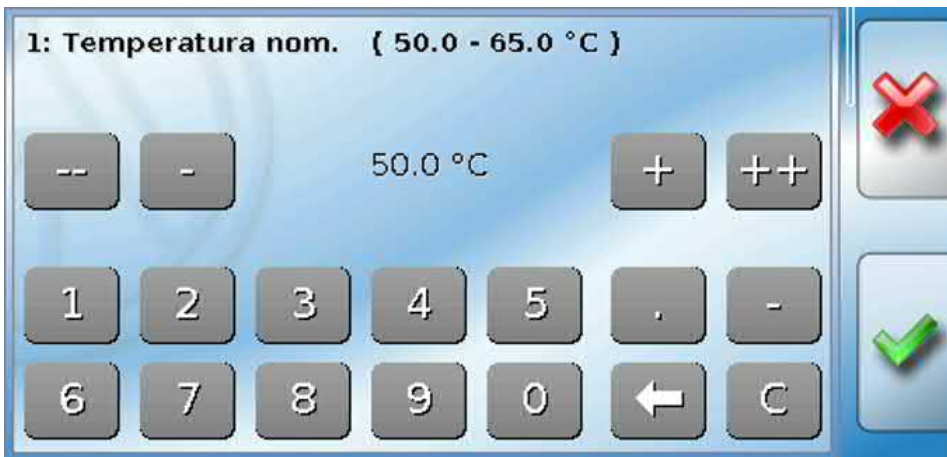 1: Temperatura nom. ( 50.0 - 65.0 °C )
-- - 50.0 °C + ++
1 2 3 4 5 . -
6 7 8 9 0 C